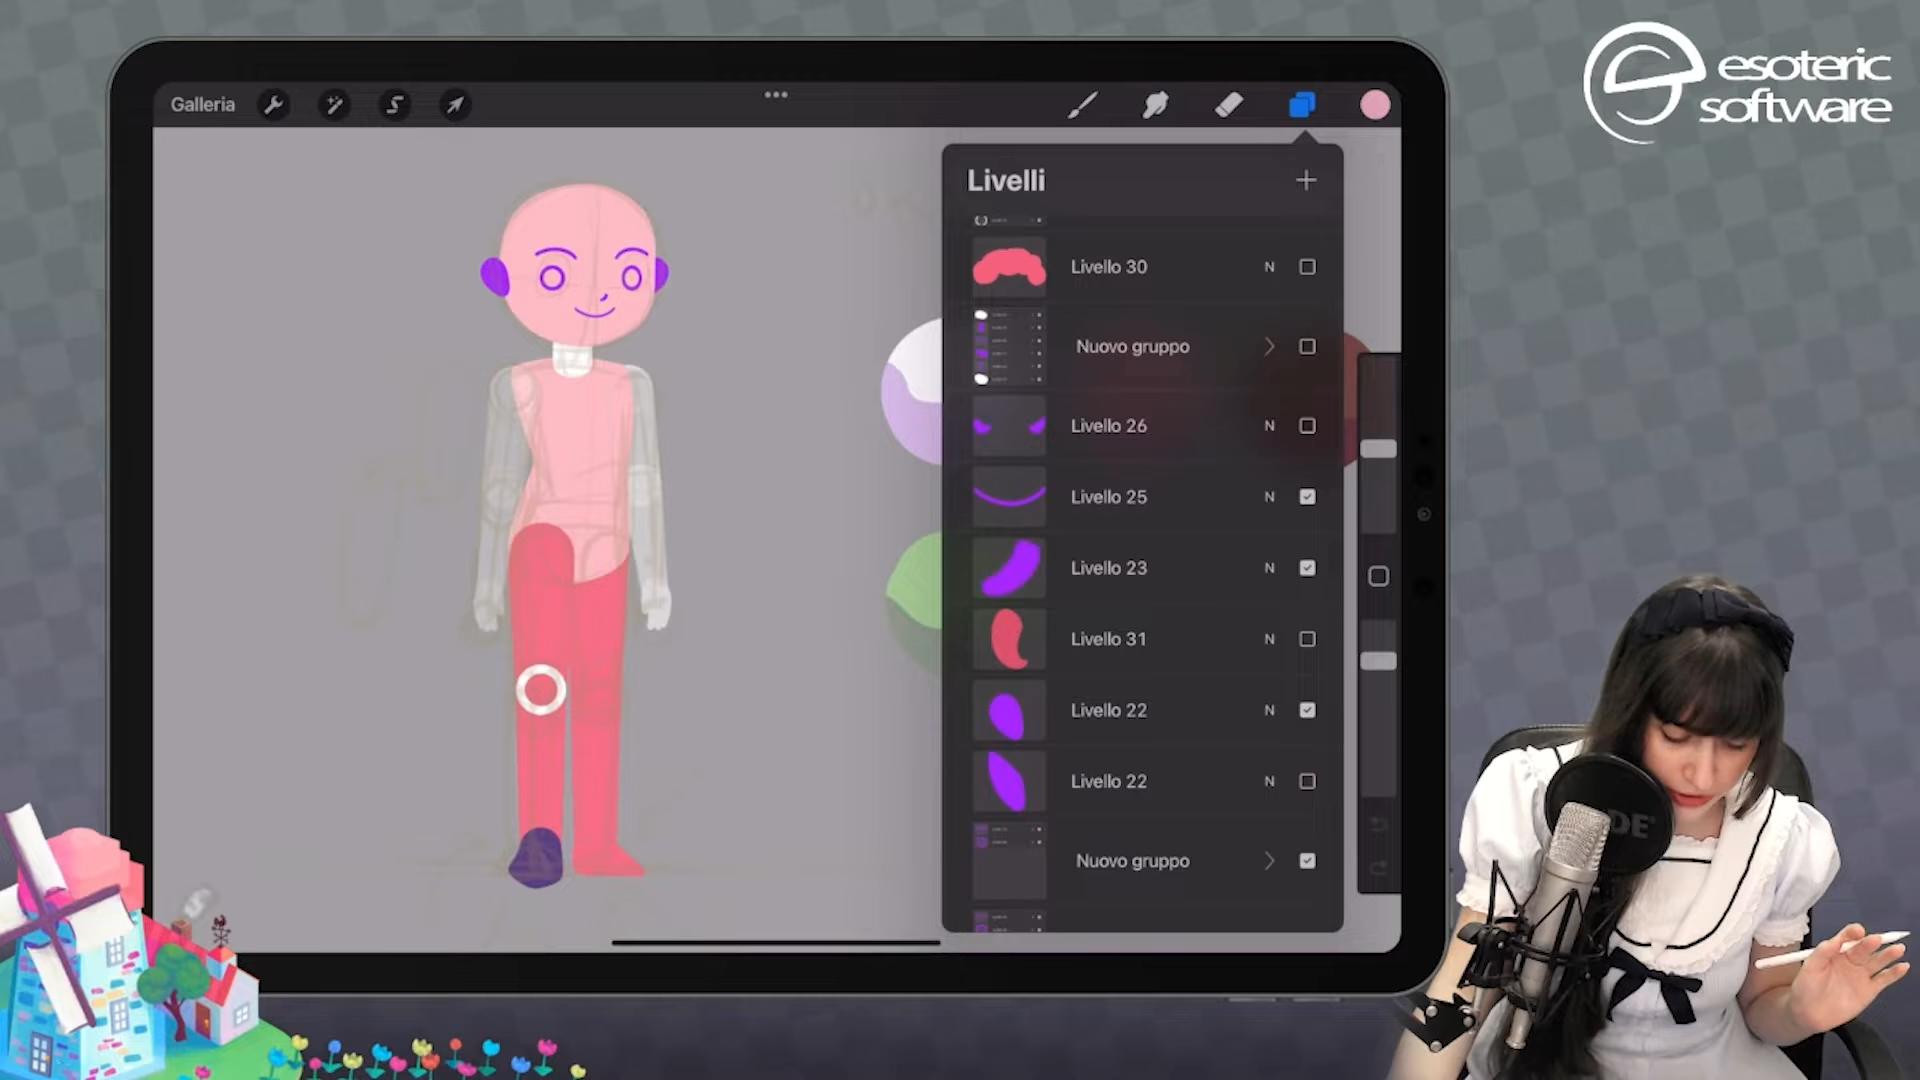 Galleria
esoteric
software
Livelli
Livello 30
N
Nuovo gruppo
Livello 26
N
Livello 25
N
Livello 23
N
Livello 31
N
Livello 22
N
Livello 22
N
Nuovo gruppo